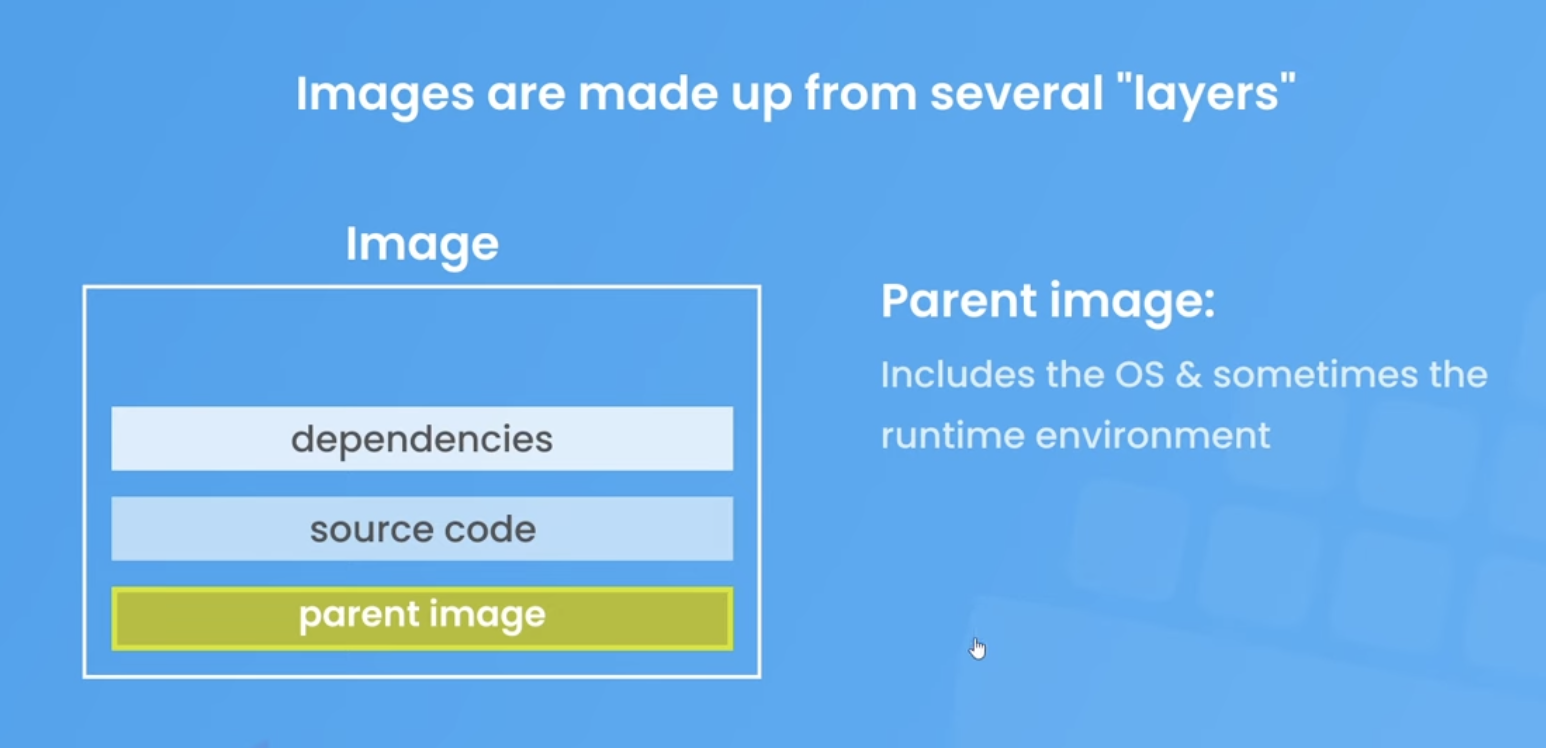 Images are made up from several "layers"
Image
dependencies
source code
parent image
Parent image:
Includes the OS & sometimes the
runtime environment